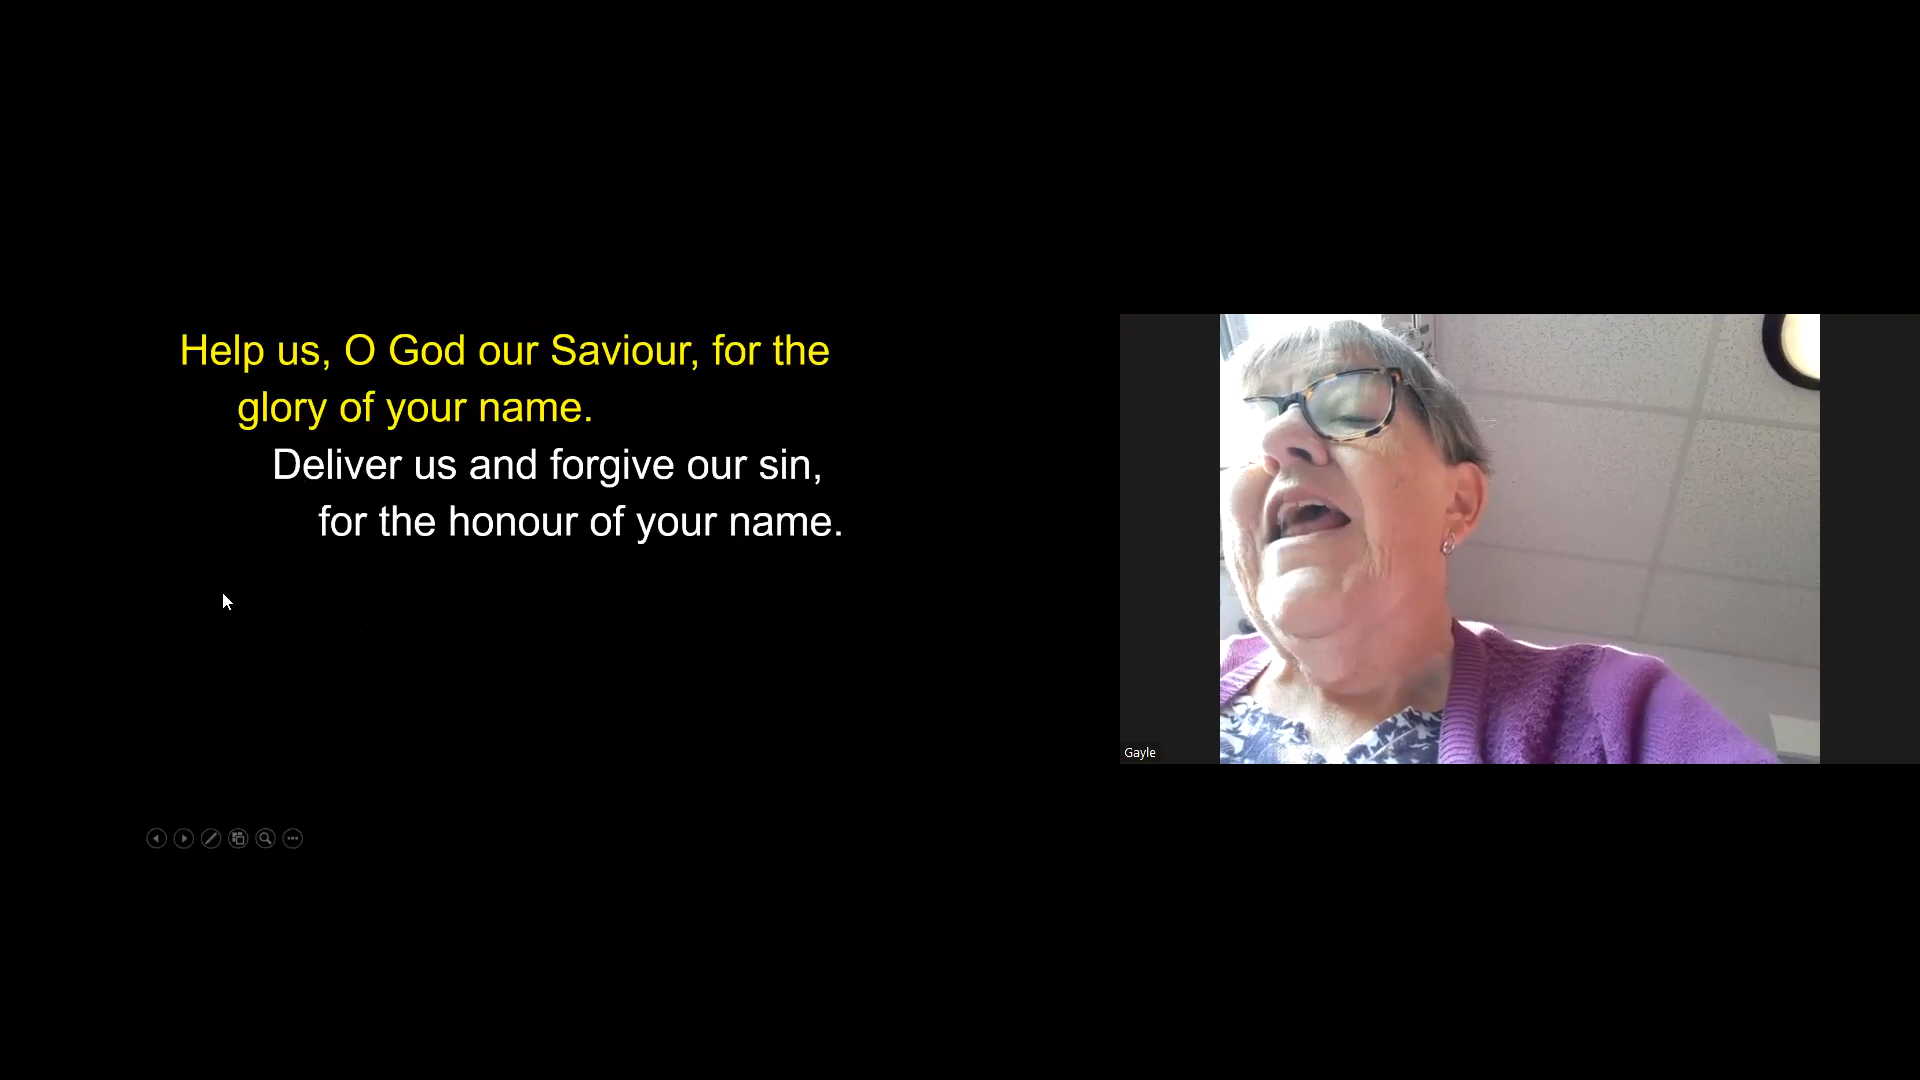 Help us, O God our Saviour, for the
glory of your name.
Deliver us and forgive our sin,
for the honour of your name.
Gayle